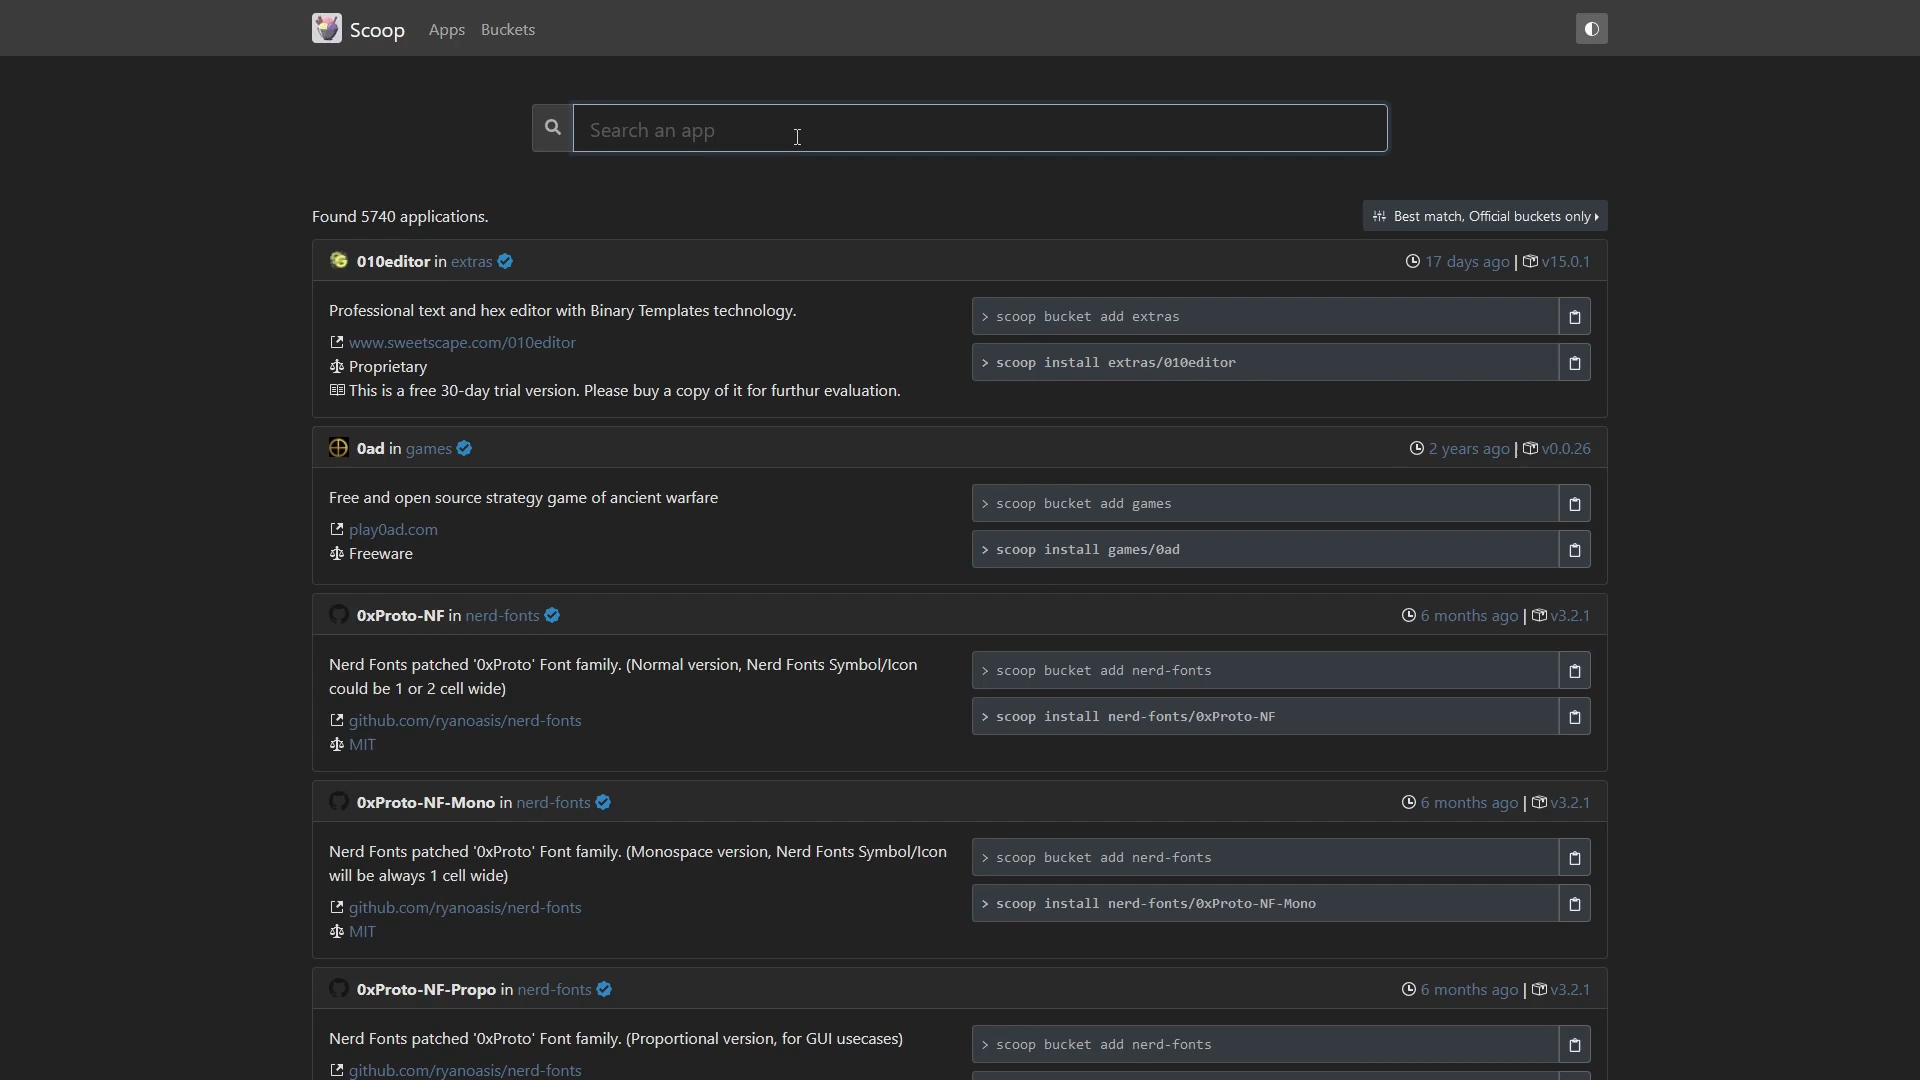 Scoop Apps Buckets
Search an app
Found 5740 applications.
Best match, Official buckets only
010editor in extras
17 days ago | v15.0.1
Professional text and hex editor with Binary Templates technology.
www.sweetscape.com/010editor
Proprietary
This is a free 30-day trial version. Please buy a copy of it for furthur evaluation.
> scoop bucket add extras
> scoop install extras/010editor
0ad in games
2 years ago | v0.0.26
Free and open source strategy game of ancient warfare
play0ad.com
Freeware
> scoop bucket add games
> scoop install games/0ad
0xProto-NF in nerd-fonts
6 months ago | v3.2.1
Nerd Fonts patched '0xProto' Font family. (Normal version, Nerd Fonts Symbol/Icon
could be 1 or 2 cell wide)
github.com/ryanoasis/nerd-fonts
MIT
> scoop bucket add nerd-fonts
> scoop install nerd-fonts/0xProto-NF
0xProto-NF-Mono in nerd-fonts
6 months ago | v3.2.1
Nerd Fonts patched '0xProto' Font family. (Monospace version, Nerd Fonts Symbol/Icon
will be always 1 cell wide)
github.com/ryanoasis/nerd-fonts
MIT
> scoop bucket add nerd-fonts
> scoop install nerd-fonts/0xProto-NF-Mono
0xProto-NF-Propo in nerd-fonts
6 months ago | v3.2.1
Nerd Fonts patched '0xProto' Font family. (Proportional version, for GUI usecases)
github.com/ryanoasis/nerd-fonts
> scoop bucket add nerd-fonts